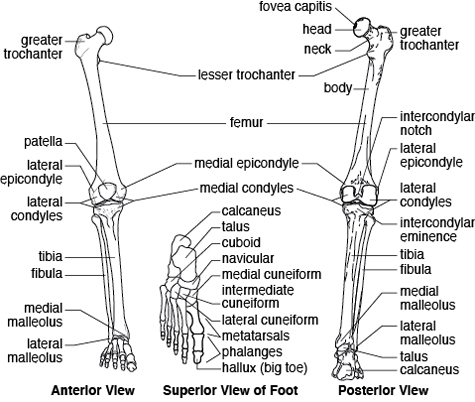 fovea capitis
head
neck
greater
trochanter
greater
trochanter
lesser trochanter
body
femur
intercondylar
notch
patella
lateral
epicondyle
medial epicondyle
lateral
epicondyle
lateral
condyles
medial condyles
lateral
condyles
calcaneus
talus
cuboid
navicular
medial cuneiform
intermediate
cuneiform
lateral cuneiform
metatarsals
phalanges
hallux (big toe)
intercondylar
eminence
tibia
fibula
tibia
fibula
medial
malleolus
lateral
malleolus
medial
malleolus
lateral
malleolus
talus
calcaneus
Anterior View
Superior View of Foot
Posterior View